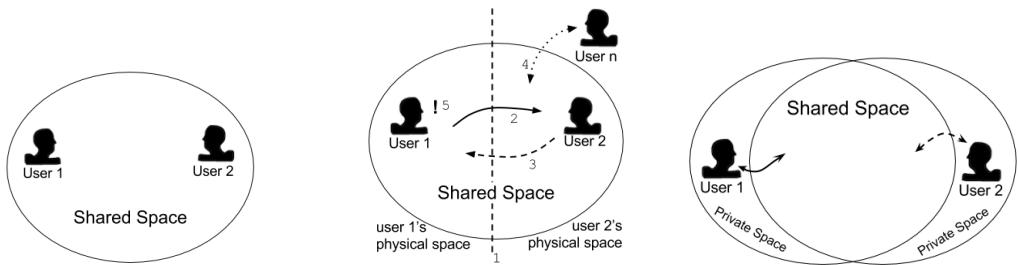 User 1
User 2
Shared Space
User n
4
! 5
2
User 1
User 2
3
Shared Space
user 1's
physical space
user 2's
physical space
1
Shared Space
User 1
User 2
Private Space
Private Space